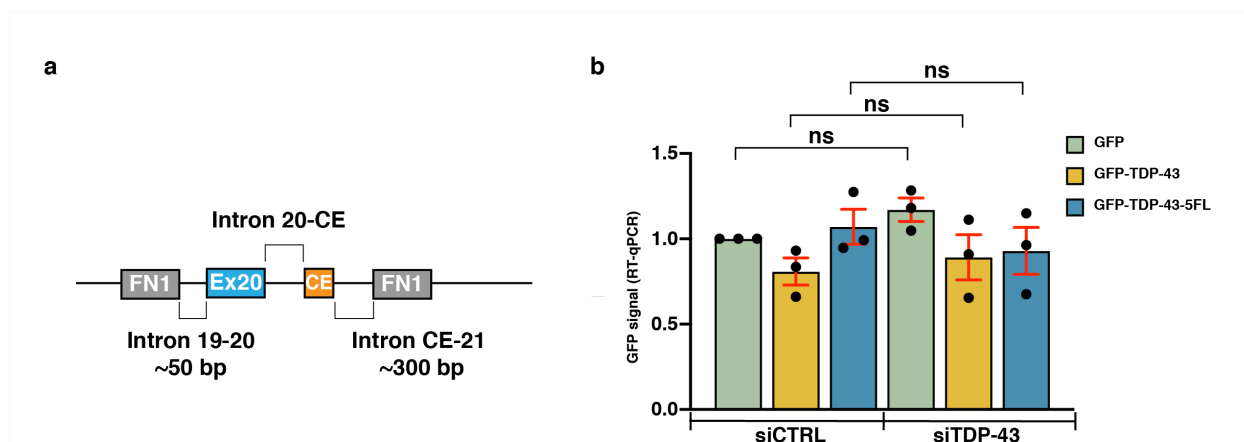 a
Intron 20-CE
FN1
Ex20
CE
FN1
Intron 19-20
~50 bp
Intron CE-21
~300 bp
b
ns
ns
ns
GFP
GFP-TDP-43
GFP-TDP-43-5FL
GFP signal (RT-qPCR)
1.5
1.0
0.5
0.0
siCTRL
siTDP-43